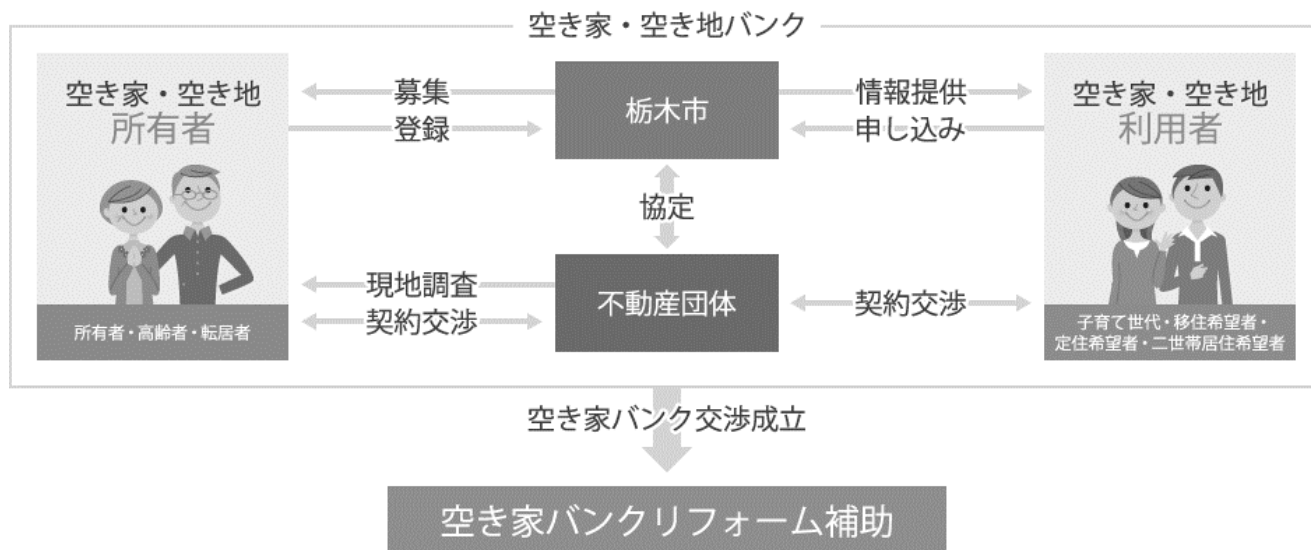 空き家・空き地バンク
空き家・空き地
所有者
所有者・高齢者・転居者
募集
登録
栃木市
情報提供
申し込み
協定
現地調査
契約交渉
不動産団体
契約交渉
空き家・空き地
利用者
子育て世代・移住希望者・
定住希望者・二世帯居住希望者
空き家バンク交渉成立
空き家バンクリフォーム補助